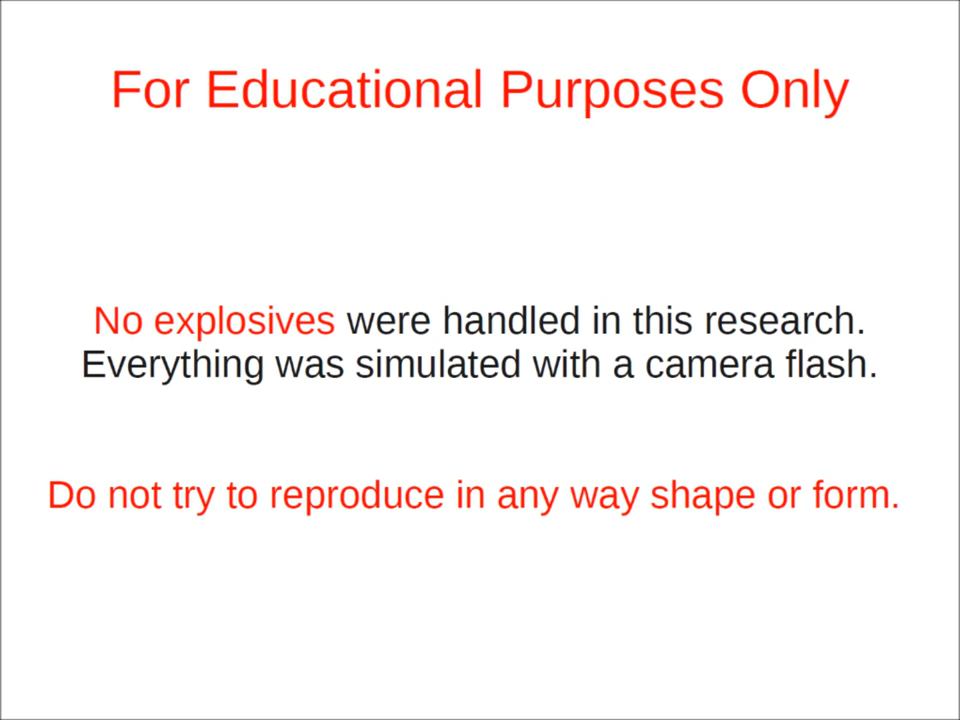 For Educational Purposes Only
No explosives were handled in this research.
Everything was simulated with a camera flash.
Do not try to reproduce in any way shape or form.